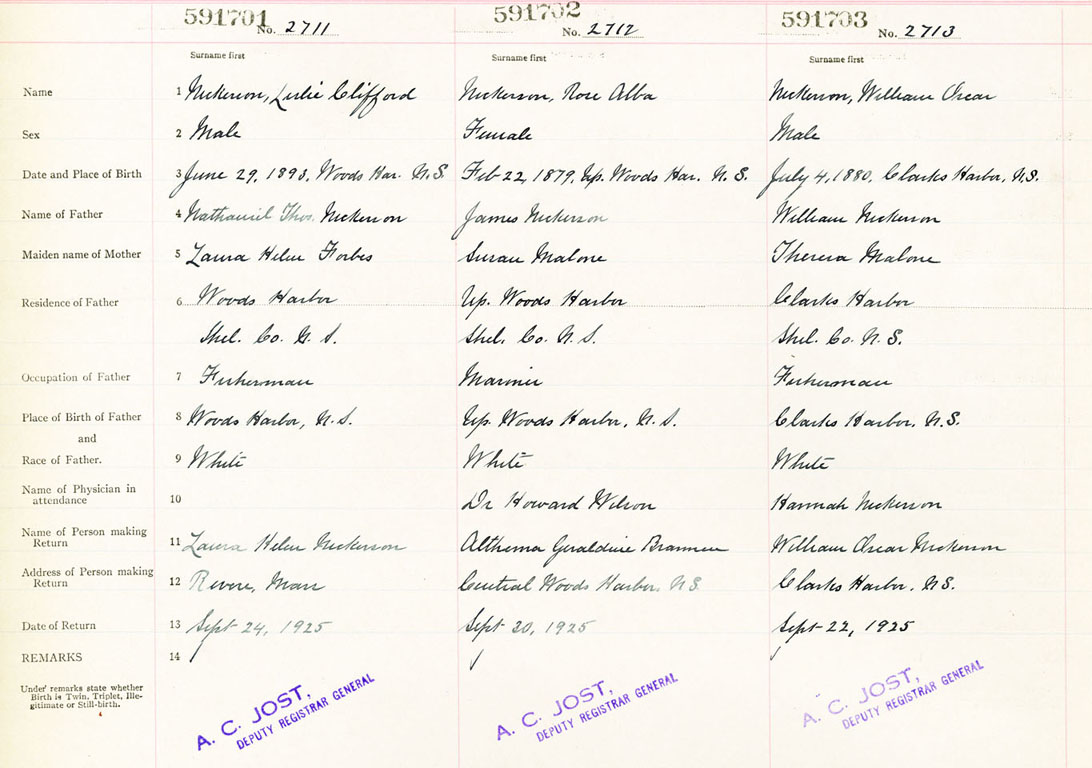 591701 No. 2711 591702 No. 2712 591703 No. 2713
Surname first Surname first Surname first
Name 1 Nickerson, Leslie Clifford Nickerson, Rose Alba Nickerson, William Oscar
Sex 2 Male Female Male
Date and Place of Birth 3 June 29, 1893, Woods Har. N.S. Feb 22, 1879, Up. Woods Har. N.S. July 4, 1880, Clarks Harbor, N.S.
Name of Father 4 Nathaniel Thos. Nickerson James Nickerson William Nickerson
Maiden name of Mother 5 Laura Helen Forbes Susan Malone Theresa Malone
Residence of Father 6 Woods Harbor Up. Woods Harbor Clarks Harbor
Shel. Co. N. S. Shel. Co. N. S. Shel. Co. N. S.
Occupation of Father 7 Fisherman Mariner Fisherman
Place of Birth of Father 8 Woods Harbor, N.S. Up. Woods Harbor, N.S. Clarks Harbor, N.S.
and
Race of Father. 9 White White White
Name of Physician in
attendance 10 Dr Howard Wilson Hannah Nickerson
Name of Person making
Return 11 Laura Helen Nickerson Geraldine William Oscar Nickerson
Address of Person making
Return 12 Revere, Mass Central Woods Harbor, N.S. Clarks Harbor, N.S.
Date of Return 13 Sept 24, 1925 Sept 30, 1925 Sept 22, 1925
REMARKS 14
Under remarks state whether
Birth is Twin, Triplet, Ille-
gitimate or Still-birth.
A. C. JOST,
DEPUTY REGISTRAR GENERAL
A. C. JOST,
DEPUTY REGISTRAR GENERAL
A. C. JOST,
DEPUTY REGISTRAR GENERAL